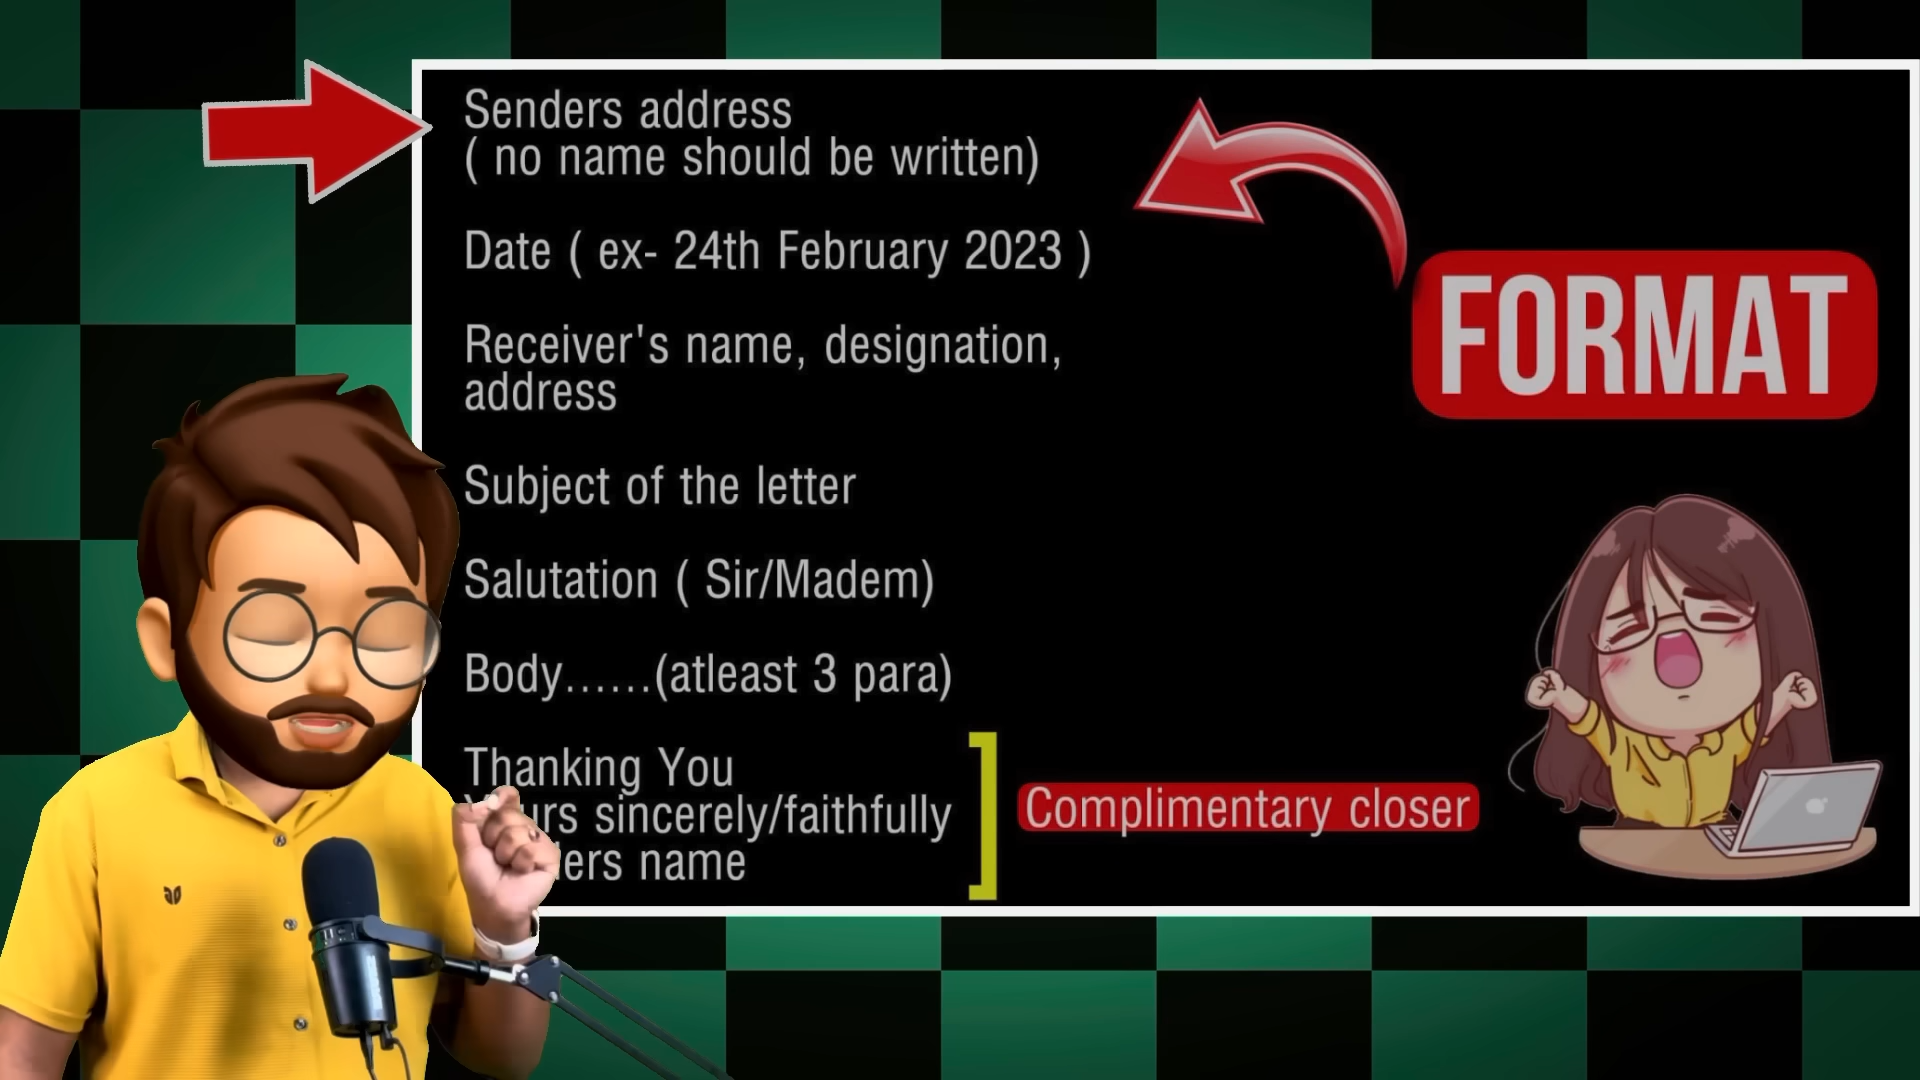 Senders address
( no name should be written)
Date ( ex- 24th February 2023 )
Receiver's name, designation,
address
Subject of the letter
Salutation ( Sir/Madem)
Body......(atleast 3 para)
Thanking You
sincerely/faithfully
name
Complimentary closer
FORMAT